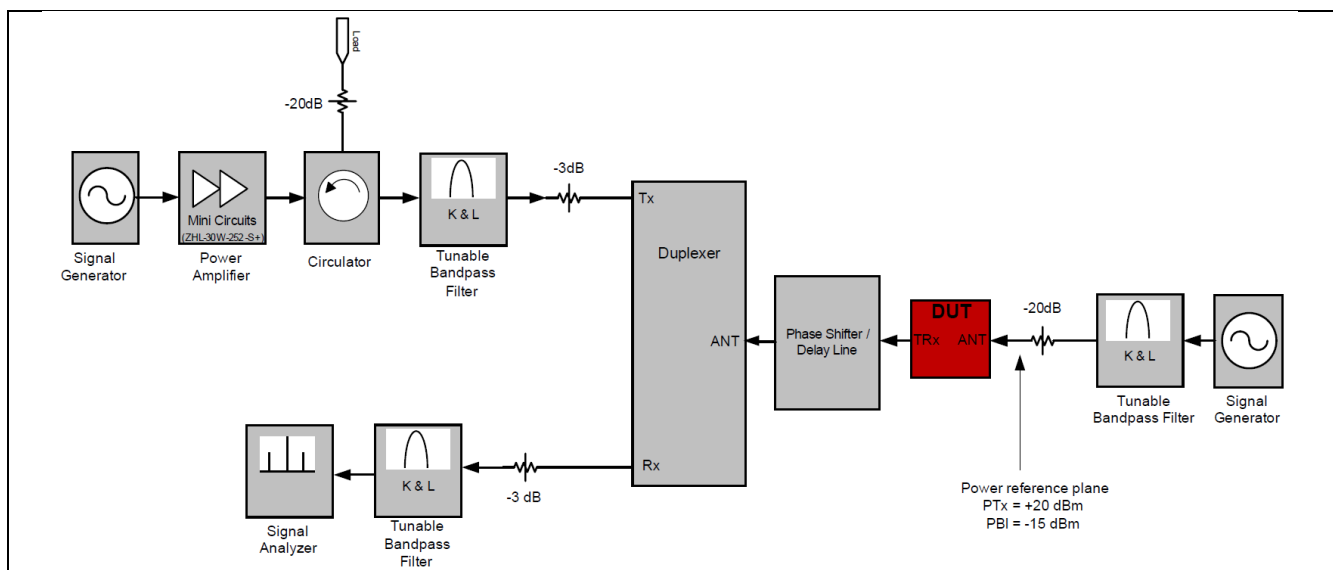 Load
-20dB
Mini Circuits
(ZHL-30W-252-S+)
Signal
Generator
Power
Amplifier
Circulator
K & L
Tunable
Bandpass
Filter
-3dB
Tx
Duplexer
ANT
Rx
Phase Shifter /
Delay Line
DUT
TRx
ANT
-20dB
K & L
Tunable
Bandpass Filter
Signal
Generator
Signal
Analyzer
K & L
Tunable
Bandpass
Filter
-3 dB
Power reference plane
PTx = +20 dBm
PBI = -15 dBm